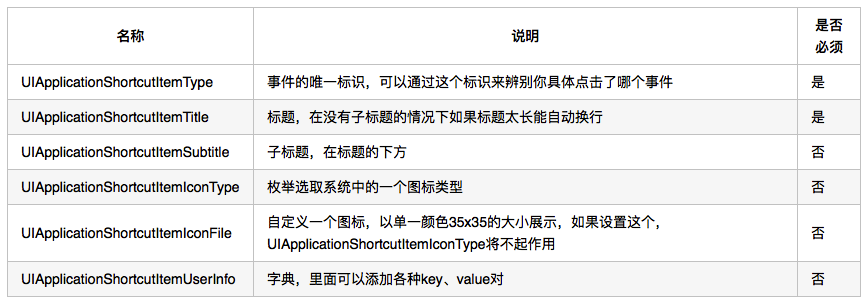 名称 说明 是否
必须
UIApplicationShortcutItemType 事件的唯一标识，可以通过这个标识来辨别你具体点击了哪个事件 是
UIApplicationShortcutItemTitle 标题，在没有子标题的情况下如果标题太长能自动换行 是
UIApplicationShortcutItemSubtitle 子标题，在标题的下方 否
UIApplicationShortcutItemIconType 枚举选取系统中的一个图标类型 否
UIApplicationShortcutItemIconFile 自定义一个图标，以单一颜色35x35的大小展示，如果设置这个， 否
UIApplicationShortcutItemIconType将不起作用
UIApplicationShortcutItemUserInfo 字典，里面可以添加各种key、value对 否